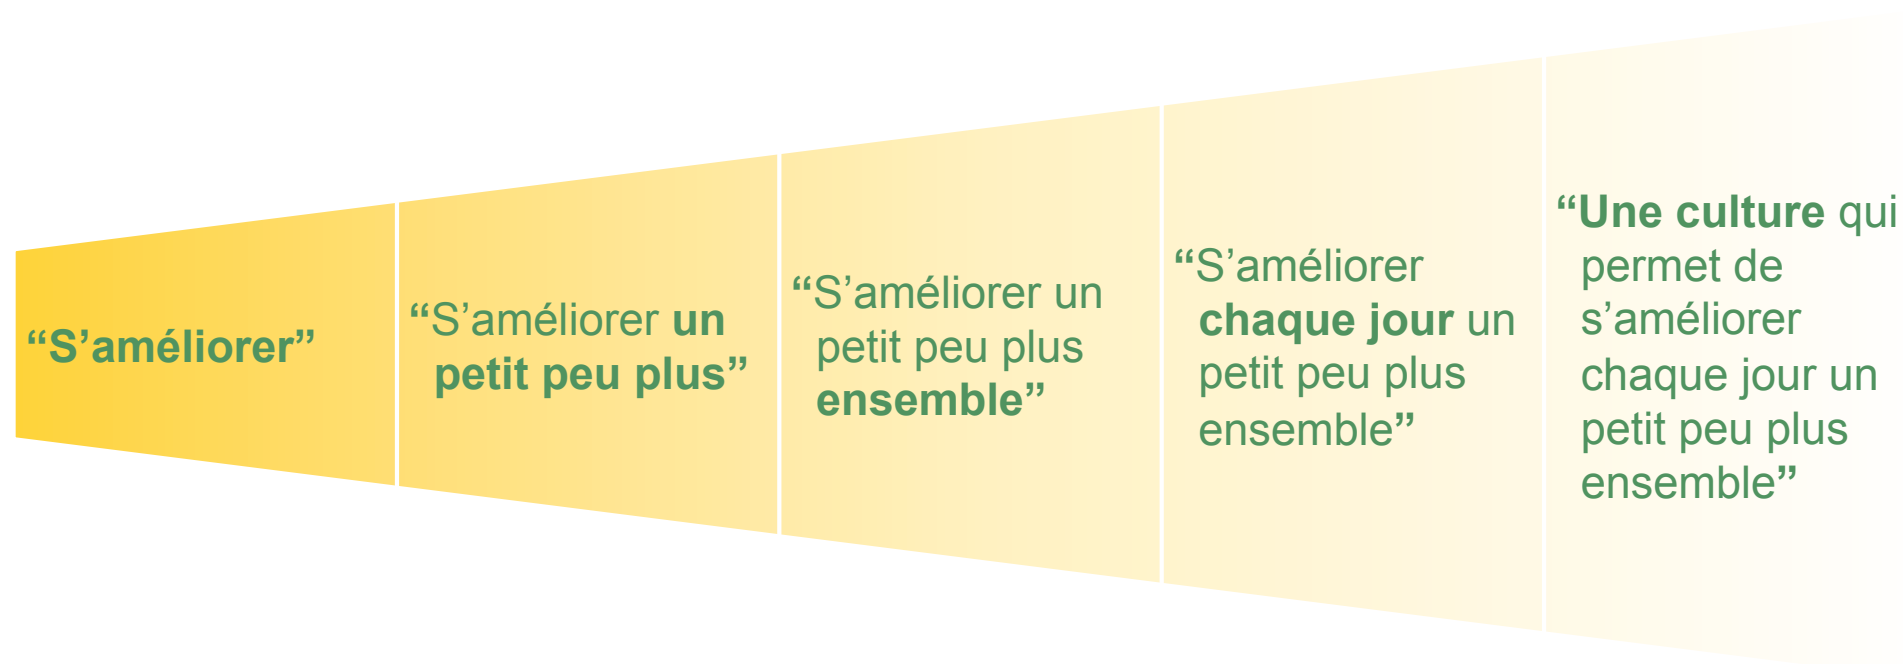 “S’améliorer”
“S’améliorer un
petit peu plus”
“S’améliorer un
petit peu plus
ensemble”
“S’améliorer
chaque jour un
petit peu plus
ensemble”
“Une culture qui
permet de
s’améliorer
chaque jour un
petit peu plus
ensemble”